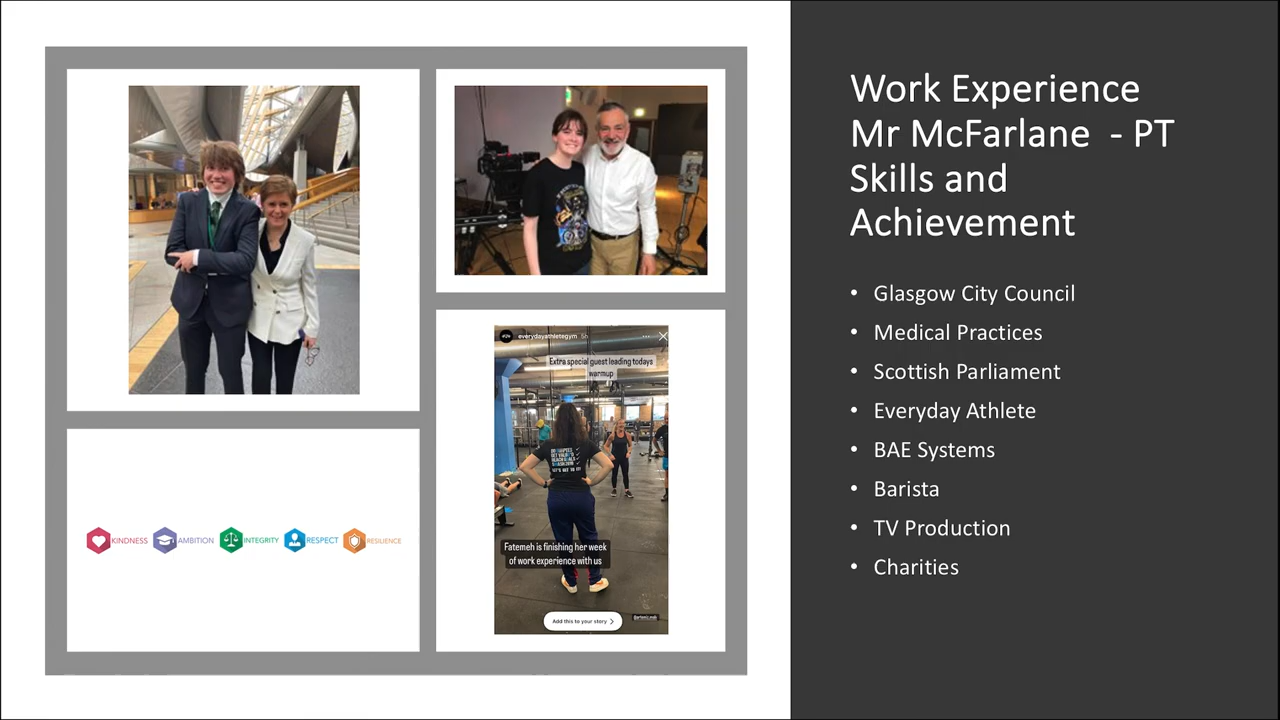 Work Experience
Mr McFarlane - PT
Skills and
Achievement
• Glasgow City Council
• Medical Practices
• Scottish Parliament
• Everyday Athlete
• BAE Systems
• Barista
• TV Production
• Charities
everydayathletegym 5h
Extra special guest leading todays
warmup
Fatemeh is finishing her week
of work experience with us
Add this to your story
KINDNESS AMBITION INTEGRITY RESPECT RESILIENCE